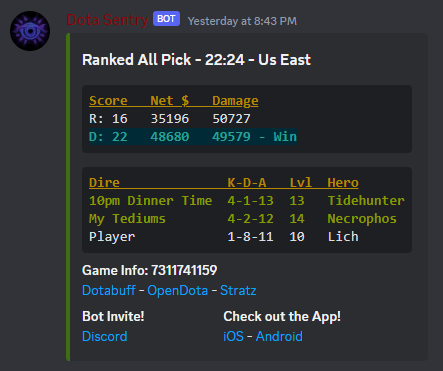 Dota Sentry BOT Yesterday at 8:43 PM
Ranked All Pick - 22:24 - Us East
Score Net $ Damage
R: 16 35196 50727
D: 22 48680 49579 - Win
Dire K-D-A Lvl Hero
10pm Dinner Time 4-1-13 13 Tidehunter
My Tediums 4-2-12 14 Necrophos
Player 1-8-11 10 Lich
Game Info: 7311741159
Dotabuff - OpenDota - Stratz
Bot Invite! Check out the App!
Discord iOS - Android